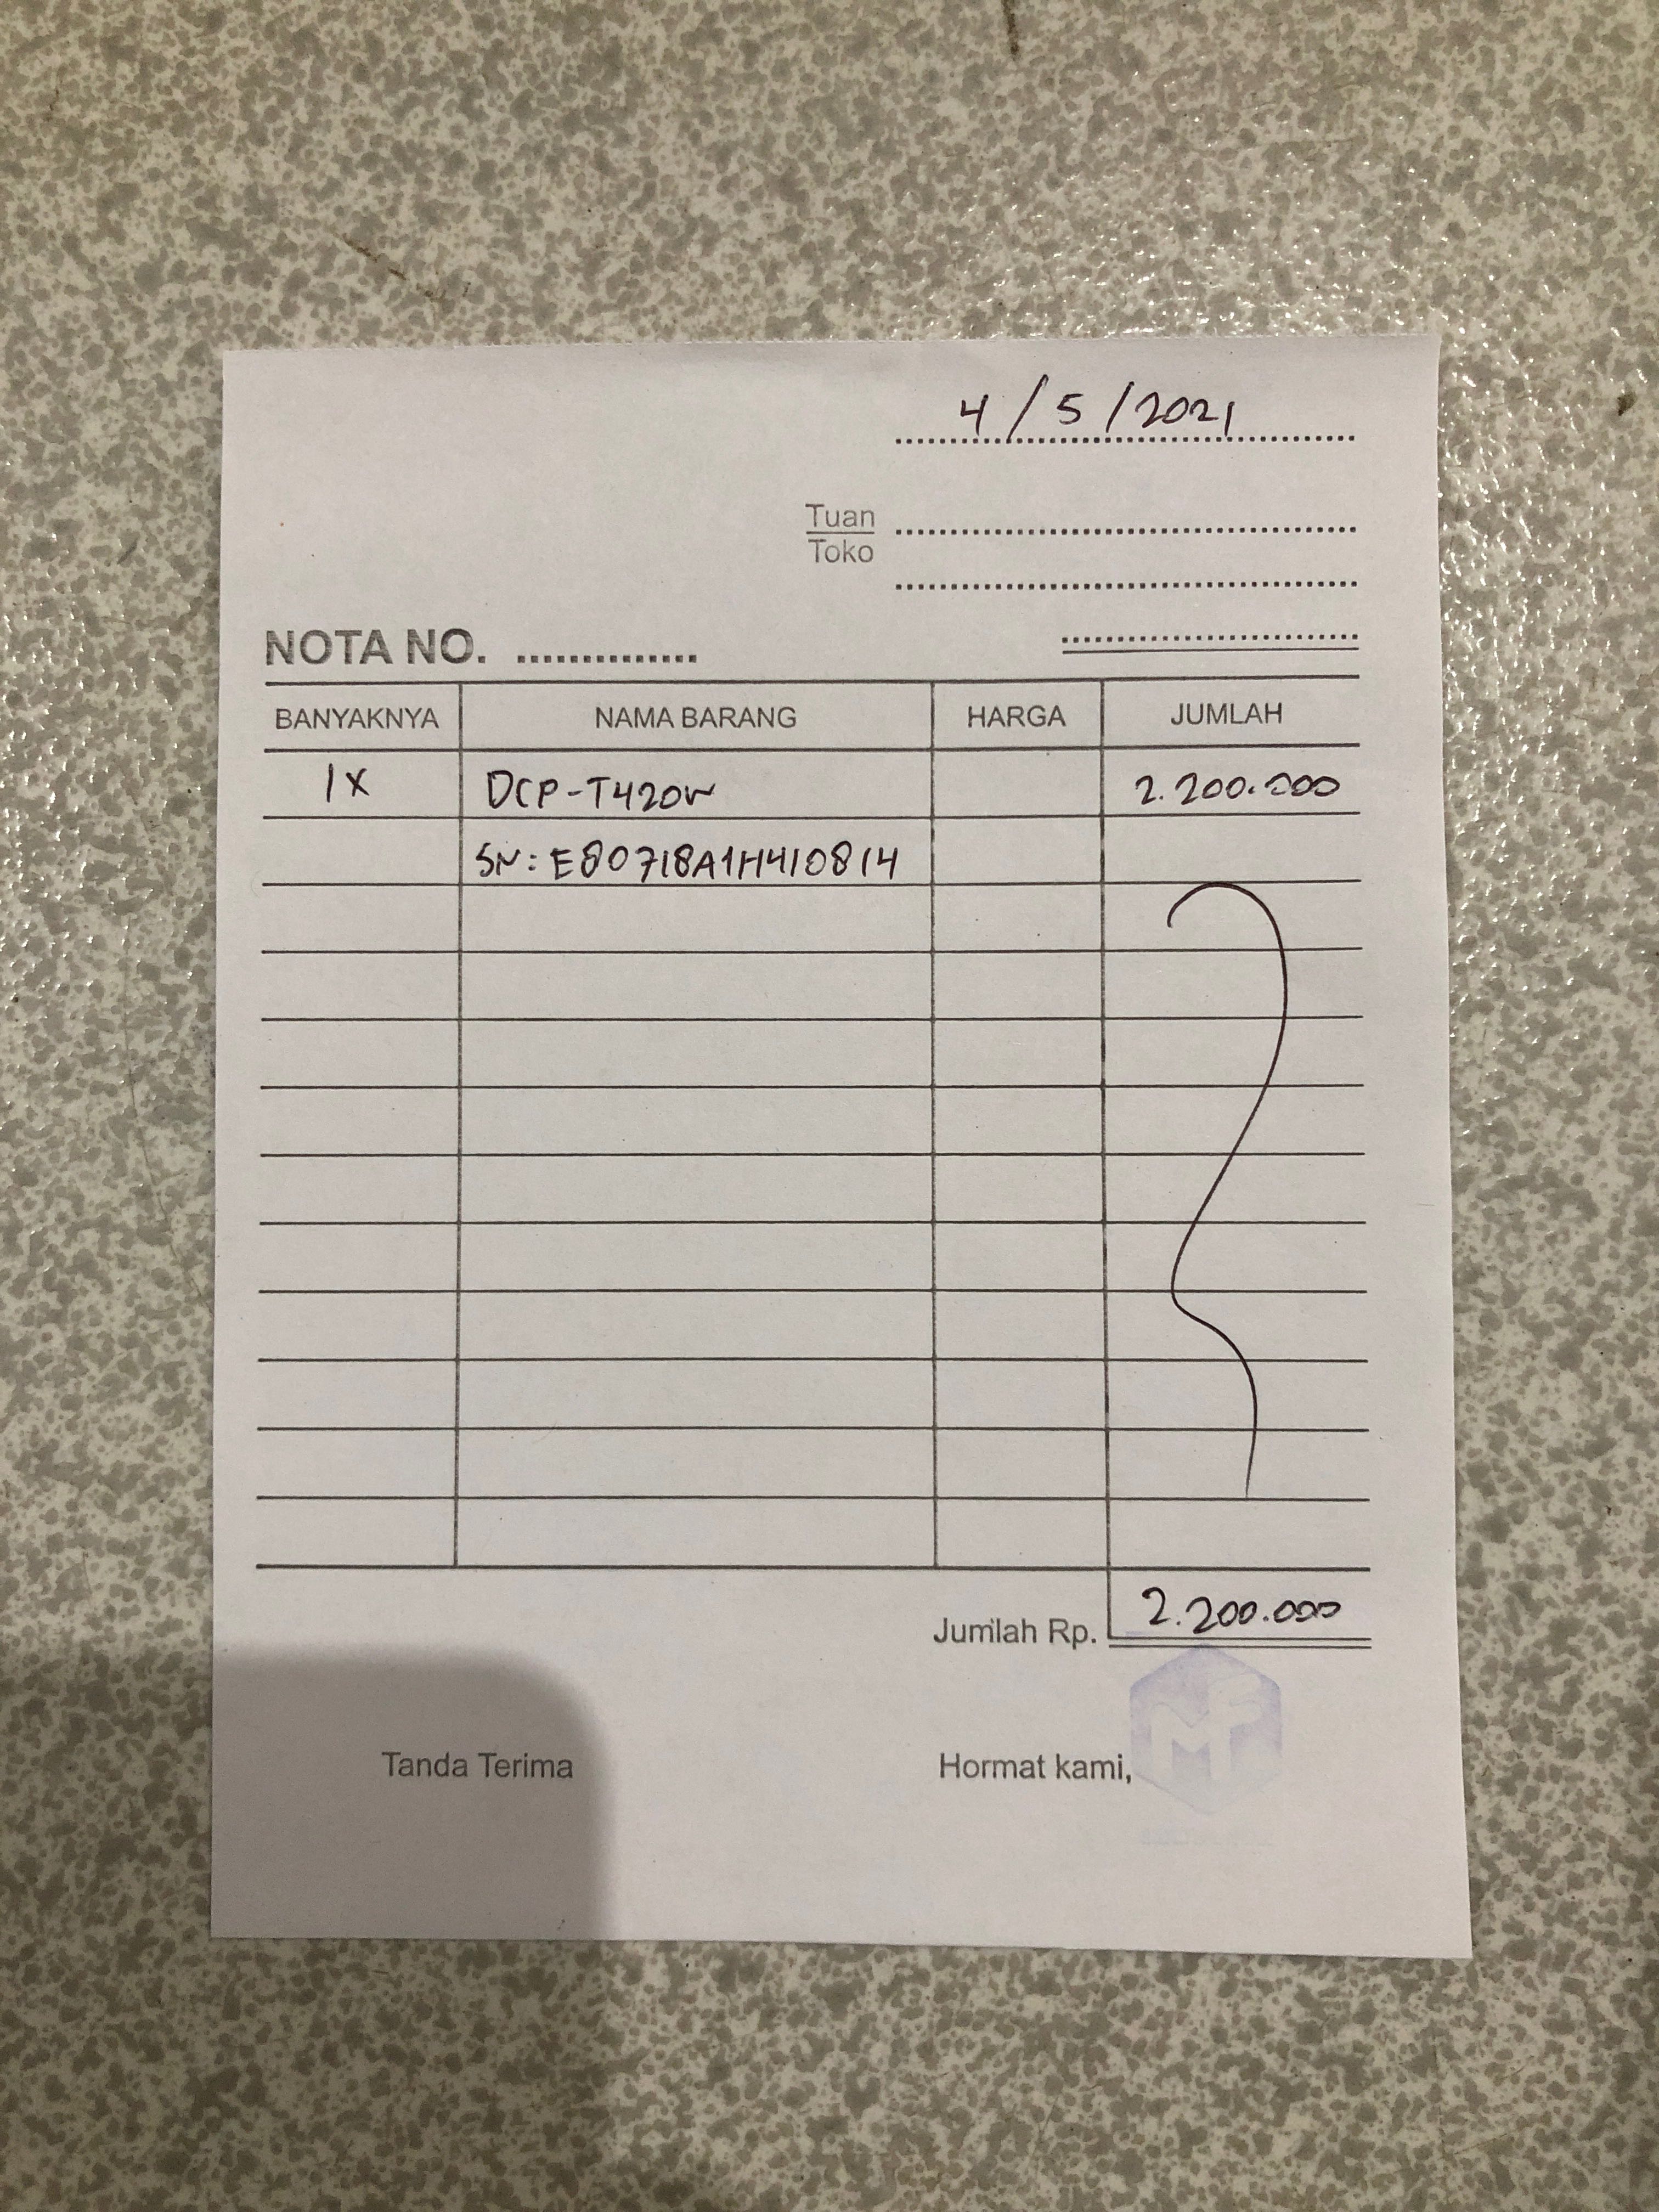 4/5/2021
Tuan
Toko
NOTA NO.
BANYAKNYA NAMA BARANG HARGA JUMLAH
1X DCP-T420W 2.200.000
SN: E80718A1H410814
Jumlah Rp. 2.200.000
Tanda Terima Hormat kami,
MF